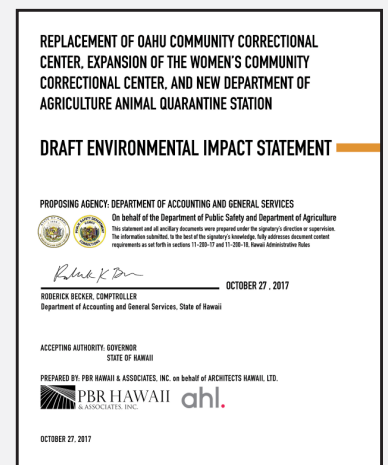 REPLACEMENT OF OAHU COMMUNITY CORRECTIONAL
CENTER, EXPANSION OF THE WOMEN'S COMMUNITY
CORRECTIONAL CENTER, AND NEW DEPARTMENT OF
AGRICULTURE ANIMAL QUARANTINE STATION
DRAFT ENVIRONMENTAL IMPACT STATEMENT
PROPOSING AGENCY: DEPARTMENT OF ACCOUNTING AND GENERAL SERVICES
On behalf of the Department of Public Safety and Department of Agriculture
This statement and all ancillary documents were prepared under the signatory's direction or supervision.
The information submitted, to the best of the signatory's knowledge, fully addresses document content
requirements as set forth in sections 11-200-17 and 11-200-18, Hawaii Administrative Rules
OCTOBER 27, 2017
RODERICK BECKER, COMPTROLLER
Department of Accounting and General Services, State of Hawaii
ACCEPTING AUTHORITY: GOVERNOR
STATE OF HAWAII
PREPARED BY: PBR HAWAII & ASSOCIATES, INC. on behalf of ARCHITECTS HAWAII, LTD.
PBR HAWAII
& ASSOCIATES, INC.
ahl.
OCTOBER 27, 2017